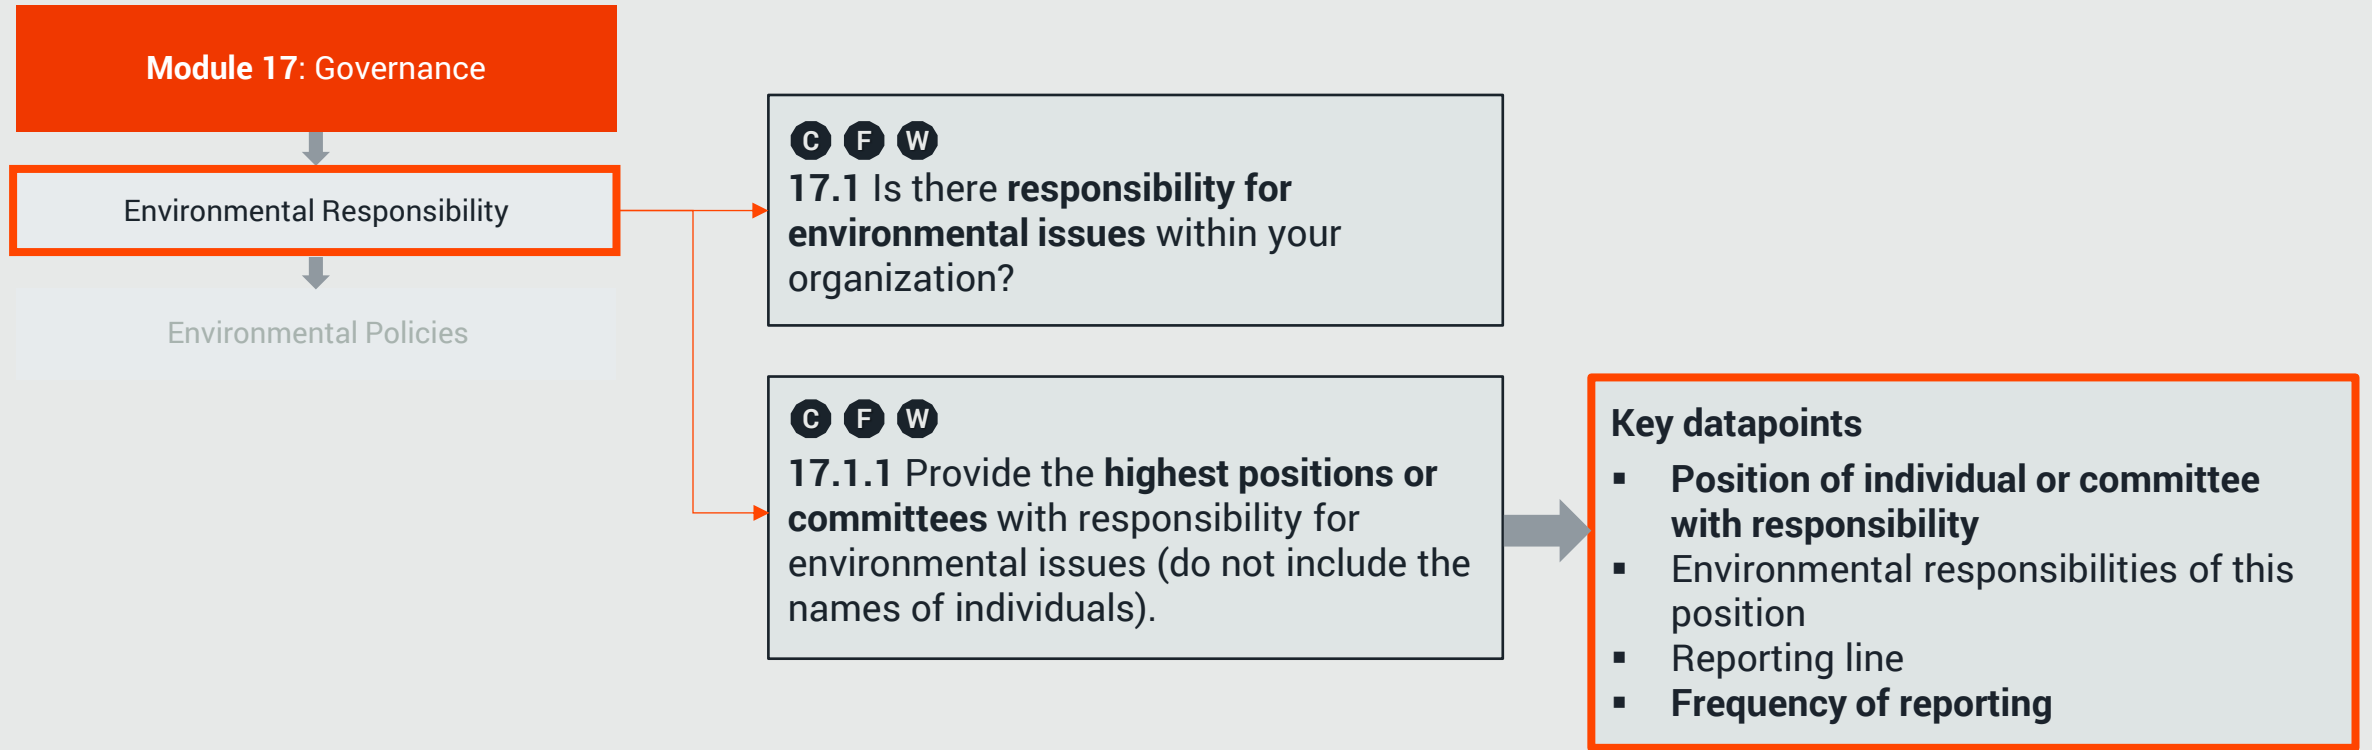 Module 17: Governance
Environmental Responsibility
Environmental Policies
C F W
17.1 Is there responsibility for
environmental issues within your
organization?
C F W
17.1.1 Provide the highest positions or
committees with responsibility for
environmental issues (do not include the
names of individuals).
Key datapoints
▪ Position of individual or committee
with responsibility
▪ Environmental responsibilities of this
position
▪ Reporting line
▪ Frequency of reporting